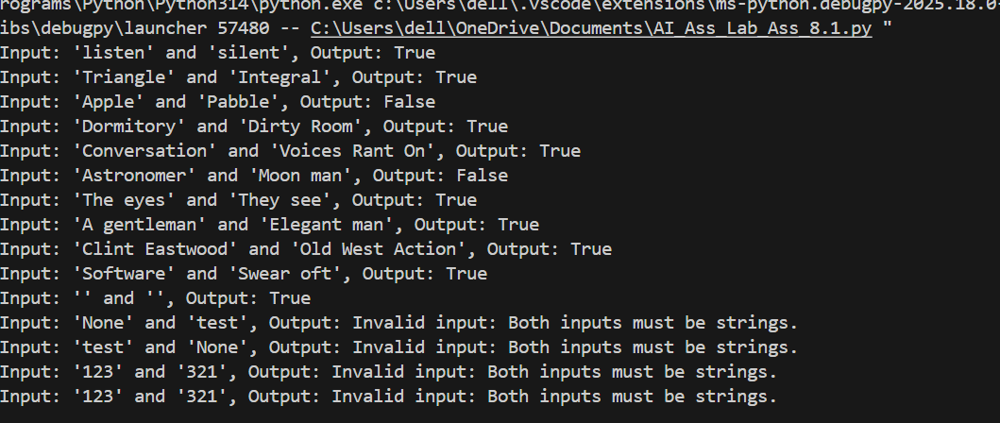 rograms\Python\Python314\python.exe c:\Users\dell\.vscode\extensions\ms-python.debugpy-2025.18.0-
ibs\debugpy\launcher 57480 -- C:\Users\dell\OneDrive\Documents\AI_Ass_Lab_Ass_8.1.py "
Input: 'listen' and 'silent', Output: True
Input: 'Triangle' and 'Integral', Output: True
Input: 'Apple' and 'Pabble', Output: False
Input: 'Dormitory' and 'Dirty Room', Output: True
Input: 'Conversation' and 'Voices Rant On', Output: True
Input: 'Astronomer' and 'Moon man', Output: False
Input: 'The eyes' and 'They see', Output: True
Input: 'A gentleman' and 'Elegant man', Output: True
Input: 'Clint Eastwood' and 'Old West Action', Output: True
Input: 'Software' and 'Swear oft', Output: True
Input: '' and '', Output: True
Input: 'None' and 'test', Output: Invalid input: Both inputs must be strings.
Input: 'test' and 'None', Output: Invalid input: Both inputs must be strings.
Input: '123' and '321', Output: Invalid input: Both inputs must be strings.
Input: '123' and '321', Output: Invalid input: Both inputs must be strings.